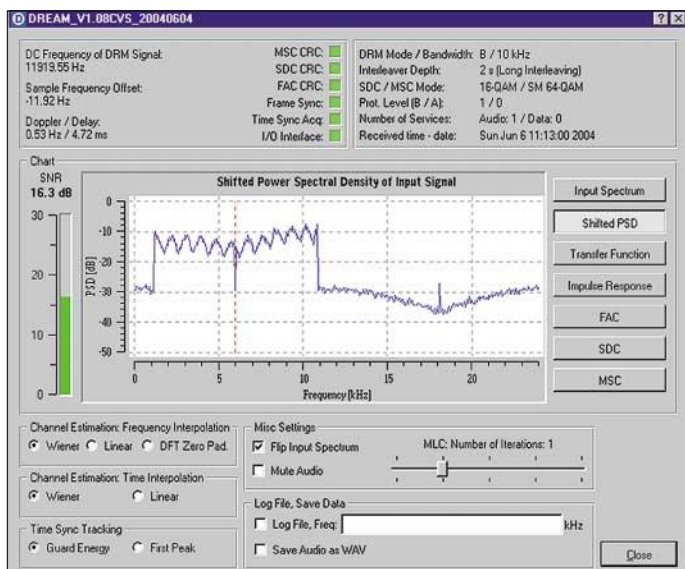 DREAM_V1.08CVS_20040604
DC Frequency of DRM Signal:
11919.55 Hz
Sample Frequency Offset:
-11.92 Hz
Doppler / Delay:
0.53 Hz / 4.72 ms
MSC CRC:
SDC CRC:
FAC CRC:
Frame Sync:
Time Sync Acq:
I/O Interface:
DRM Mode / Bandwidth: B / 10 kHz
Interleaver Depth: 2 s (Long Interleaving)
SDC / MSC Mode: 16-QAM / SM 64-QAM
Prot. Level (B / A): 1 / 0
Number of Services: Audio: 1 / Data: 0
Received time - date: Sun Jun 6 11:13:00 2004
Chart
SNR
16.3 dB
30
20
10
0
Shifted Power Spectral Density of Input Signal
PSD [dB]
0
-10
-20
-30
-40
-50
0 5 10 15 20
Frequency [kHz]
Input Spectrum
Shifted PSD
Transfer Function
Impulse Response
FAC
SDC
MSC
Channel Estimation: Frequency Interpolation
Wiener Linear DFT Zero Pad.
Channel Estimation: Time Interpolation
Wiener Linear
Time Sync Tracking
Guard Energy First Peak
Misc Settings
Flip Input Spectrum
Mute Audio
MLC: Number of Iterations: 1
Log File, Save Data
Log File, Freq: kHz
Save Audio as WAV
Close